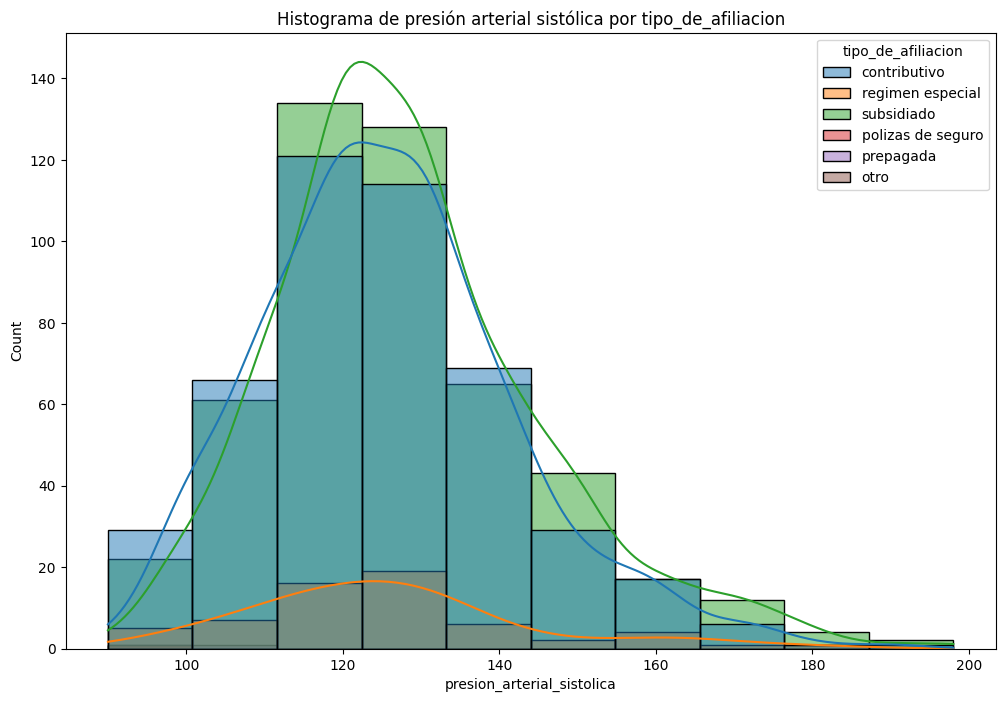 Histograma de presión arterial sistólica por tipo_de_afiliacion
tipo_de_afiliacion
contributivo
regimen especial
subsidiado
polizas de seguro
prepagada
otro
Count
140
120
100
80
60
40
20
0
100 120 140 160 180 200
presion_arterial_sistolica